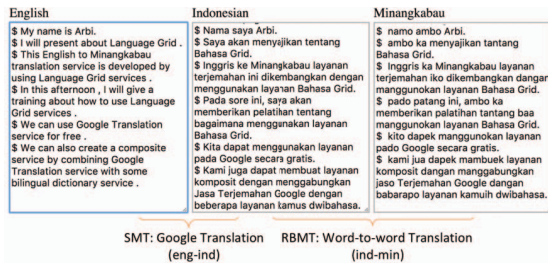 English
$ My name is Arbi.
$ I will present about Language Grid .
$ This English to Minangkabau
translation service is developed by
using Language Grid services .
$ In this afternoon , I will give a
training about how to use Language
Grid services .
$ We can use Google Translation
service for free .
$ We can also create a composite
service by combining Google
Translation service with some
bilingual dictionary service .
Indonesian
$ Nama saya Arbi.
$ Saya akan menyajikan tentang
Bahasa Grid.
$ Inggris ke Minangkabau layanan
terjemahan ini dikembangkan dengan
menggunakan layanan Bahasa Grid.
$ Pada sore ini, saya akan
memberikan pelatihan tentang
bagaimana menggunakan layanan
Bahasa Grid.
$ Kita dapat menggunakan layanan
pada Google secara gratis.
$ Kami juga dapat membuat layanan
komposit dengan menggabungkan
Jasa Terjemahan Google dengan
beberapa layanan kamus dwibahasa.
Minangkabau
$ namo ambo Arbi.
$ ambo ka menyajikan tantang
Bahasa Grid.
$ Inggris ka Minangkabau layanan
terjemahan iko dikembangkan dangan
manggunokan layanan Bahasa Grid.
$ pado patang ini, ambo ka
memberikan palatihan tantang baa
manggunokan layanan Bahasa Grid.
$ kito dapek manggunokan layanan
pado Google secara gratis.
$ kami jua dapek mambuek layanan
komposit dangan manggabungkan
jaso Terjemahan Google dangan
babarapo layanan kamuih dwibahasa.
SMT: Google Translation
(eng-ind)
RBMT: Word-to-word Translation
(ind-min)